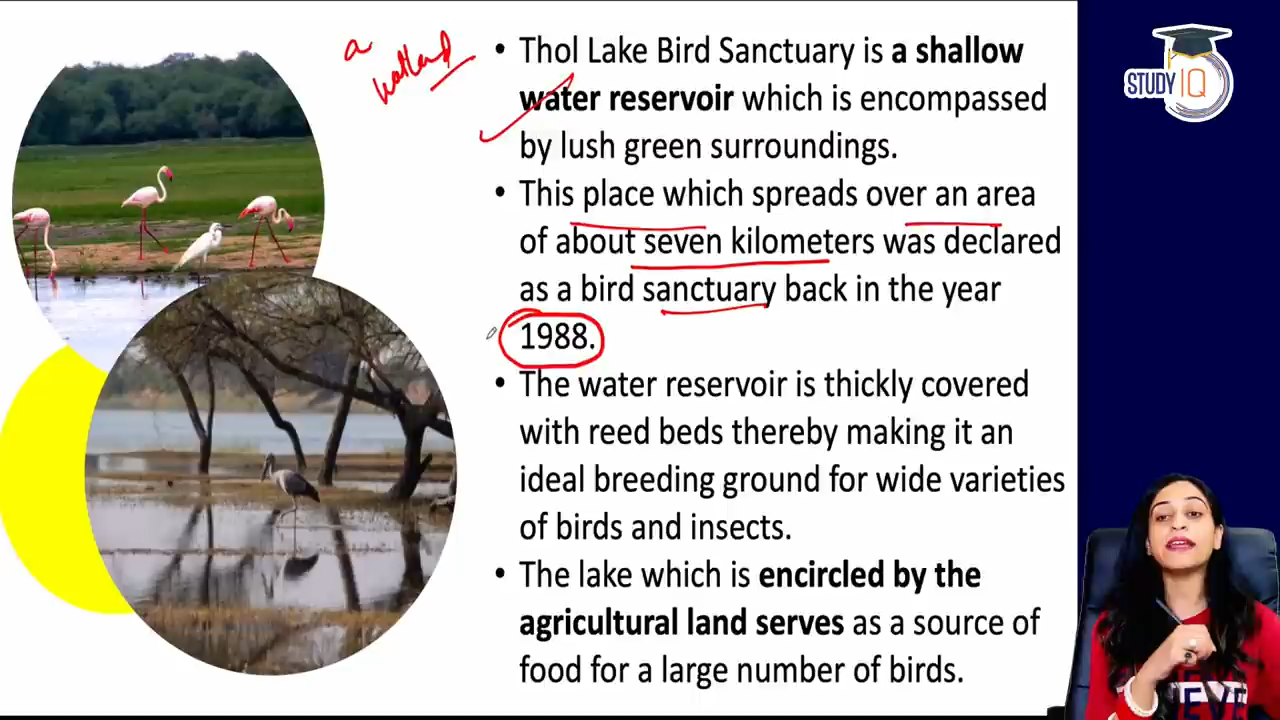 a
wetland
• Thol Lake Bird Sanctuary is a shallow
water reservoir which is encompassed
by lush green surroundings.
• This place which spreads over an area
of about seven kilometers was declared
as a bird sanctuary back in the year
1988.
• The water reservoir is thickly covered
with reed beds thereby making it an
ideal breeding ground for wide varieties
of birds and insects.
• The lake which is encircled by the
agricultural land serves as a source of
food for a large number of birds.
STUDY IQ